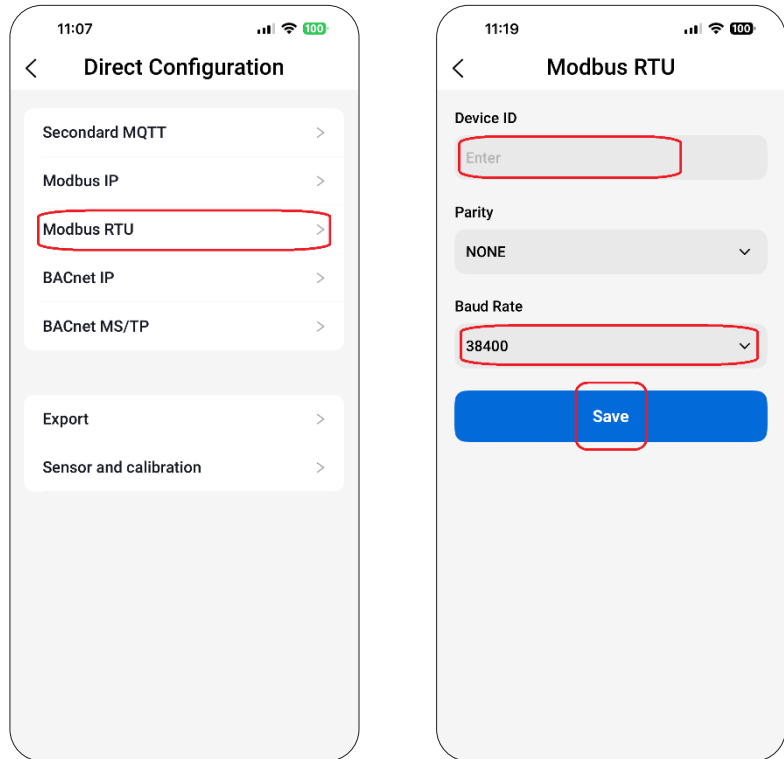 11:07
100
Direct Configuration
Secondard MQTT
Modbus IP
Modbus RTU
BACnet IP
BACnet MS/TP
Export
Sensor and calibration
11:19
100
Modbus RTU
Device ID
Enter
Parity
NONE
Baud Rate
38400
Save